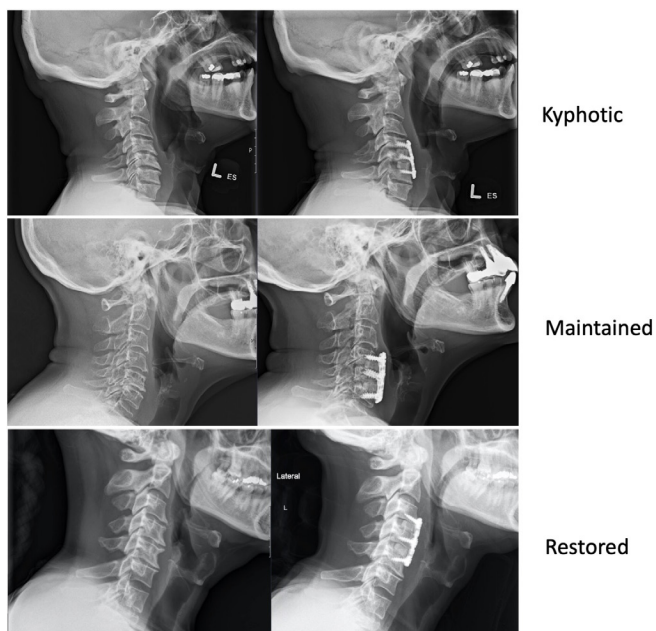 L ES
L ES
Kyphotic
Maintained
Lateral
L
Restored